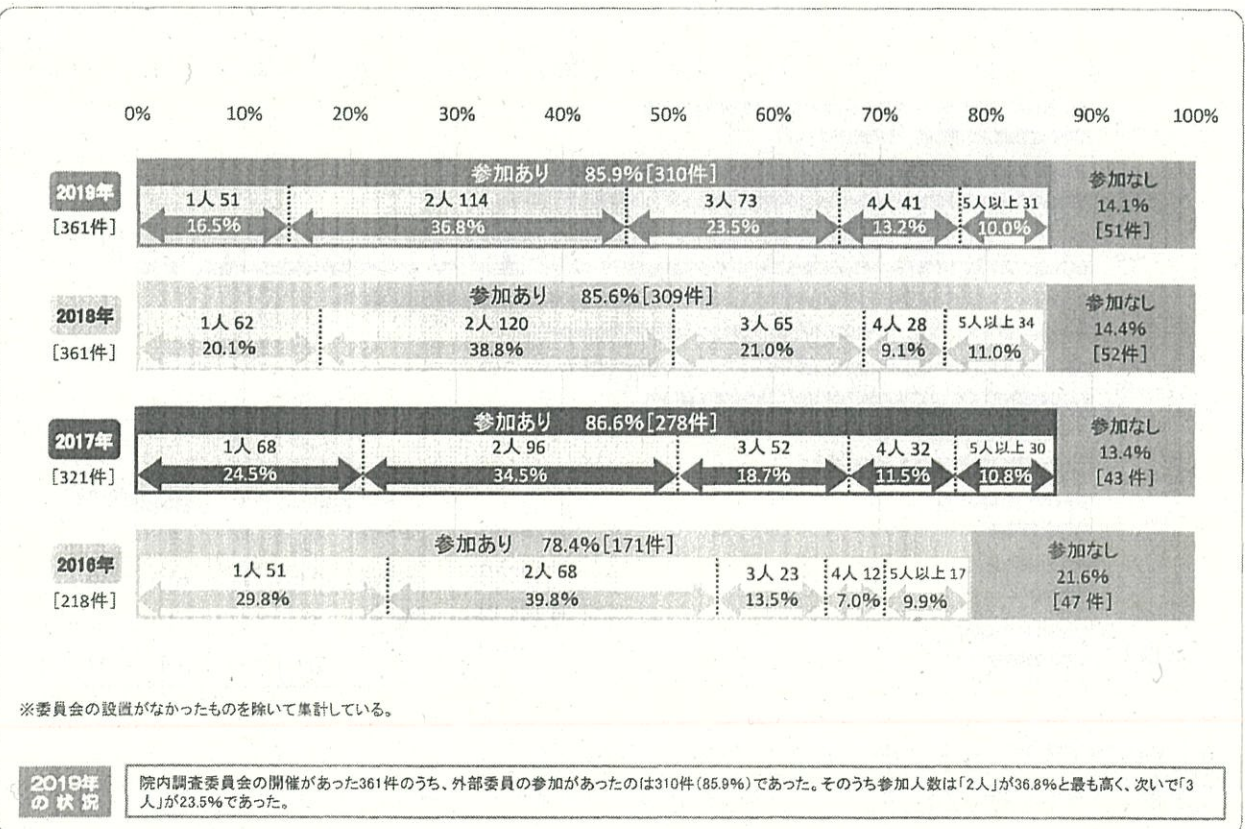 0% 10% 20% 30% 40% 50% 60% 70% 80% 90% 100%
2019年
[361件]
参加あり 85.9%[310件]
1人 51 2人 114 3人 73 4人 41 5人以上 31
16.5% 36.8% 23.5% 13.2% 10.0%
参加なし
14.1%
[51件]
2018年
[361件]
参加あり 85.6%[309件]
1人 62 2人 120 3人 65 4人 28 5人以上 34
20.1% 38.8% 21.0% 9.1% 11.0%
参加なし
14.4%
[52件]
2017年
[321件]
参加あり 86.6%[278件]
1人 68 2人 96 3人 52 4人 32 5人以上 30
24.5% 34.5% 18.7% 11.5% 10.8%
参加なし
13.4%
[43 件]
2016年
[218件]
参加あり 78.4%[171件]
1人 51 2人 68 3人 23 4人 12 5人以上 17
29.8% 39.8% 13.5% 7.0% 9.9%
参加なし
21.6%
[47 件]
※委員会の設置がなかったものを除いて集計している。
2019年
の状況
院内調査委員会の開催があった361件のうち、外部委員の参加があったのは310件(85.9%)であった。そのうち参加人数は「2人」が36.8%と最も高く、次いで「3
人」が23.5%であった。